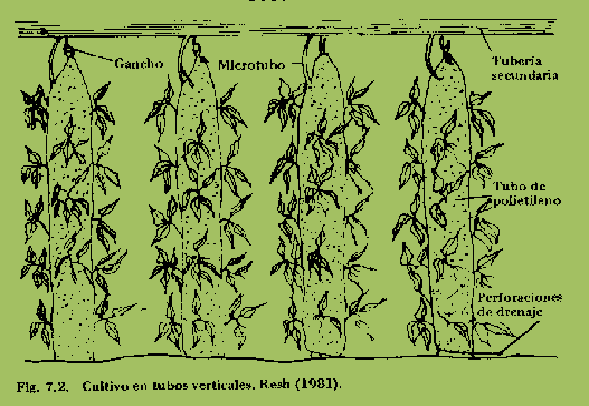 Gancho
Microtubo
Tubería
secundaria
Tubo de
polietileno
Perforaciones
de drenaje
Fig. 7.2. Cultivo en tubos verticales, Resh (1981).